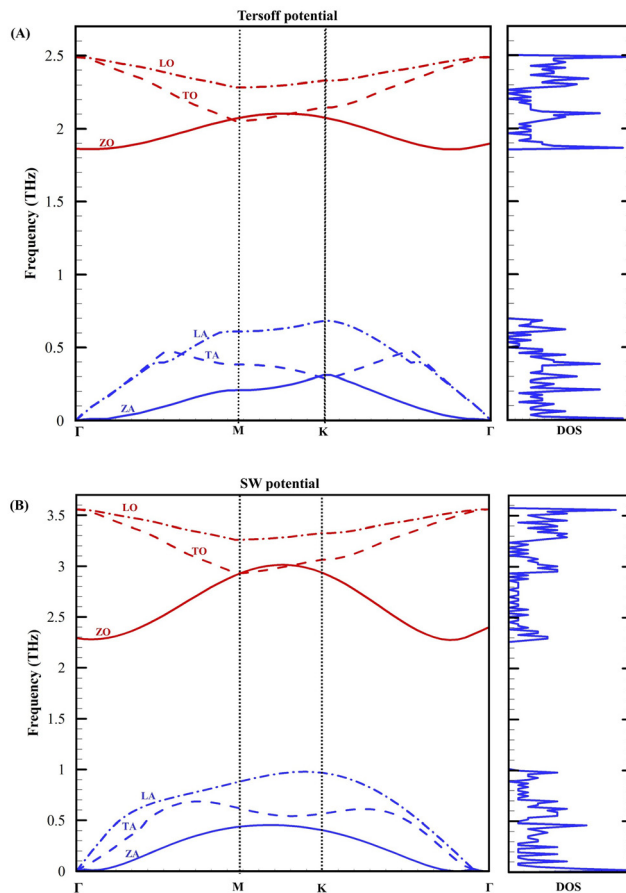 Tersoff potential
(A)
2.5
2
1.5
1
0.5
0
Frequency (THz)
LO
TO
ZO
LA
TA
ZA
Γ
M
K
Γ
DOS
SW potential
(B)
3.5
3
2.5
2
1.5
1
0.5
0
Frequency (THz)
LO
TO
ZO
LA
TA
ZA
Γ
M
K
Γ
DOS